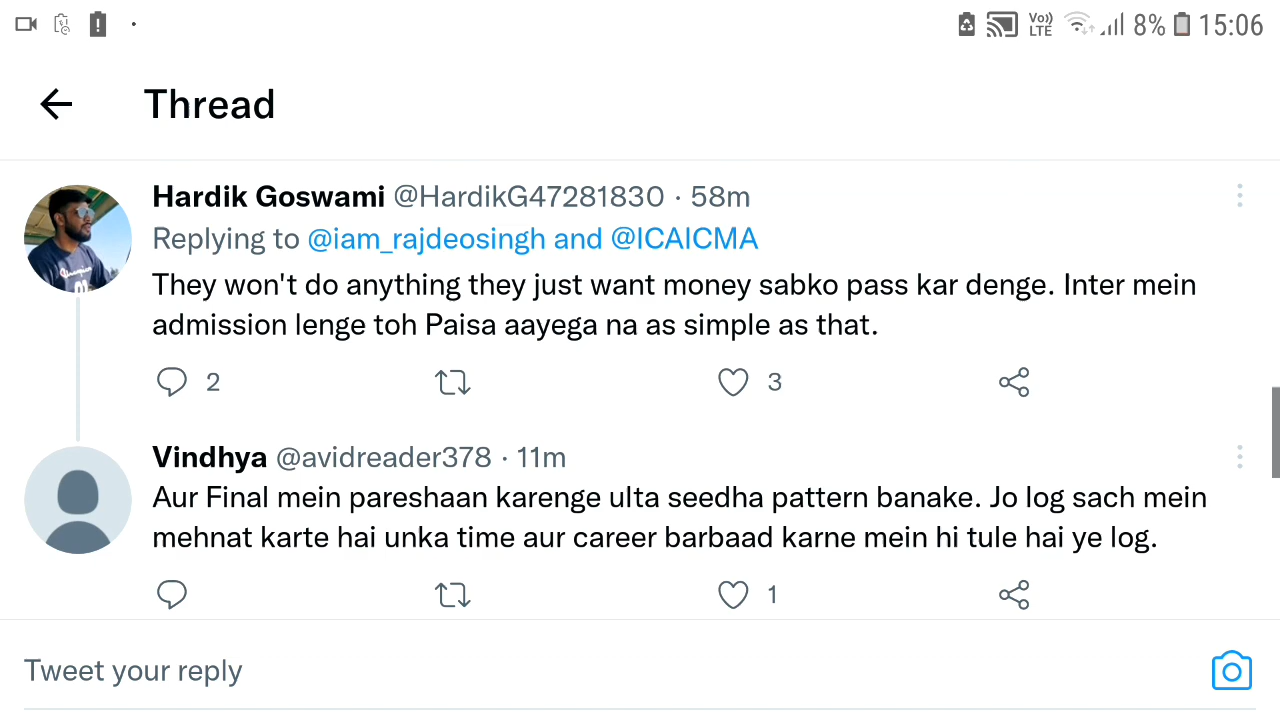 Vo)) LTE 8% 15:06
Thread
Hardik Goswami @HardikG47281830 · 58m
Replying to @iam_rajdeosingh and @ICAICMA
They won't do anything they just want money sabko pass kar denge. Inter mein
admission lenge toh Paisa aayega na as simple as that.
2 3
Vindhya @avidreader378 · 11m
Aur Final mein pareshaan karenge ulta seedha pattern banake. Jo log sach mein
mehnat karte hai unka time aur career barbaad karne mein hi tule hai ye log.
1
Tweet your reply